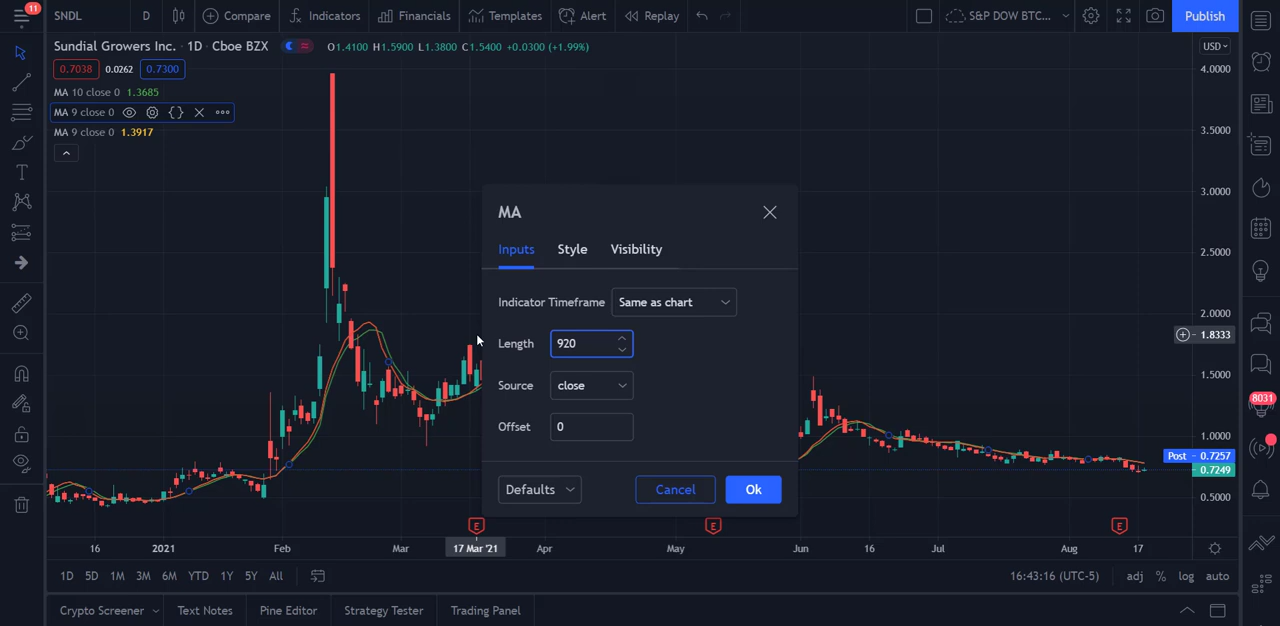 11 SNDL D Compare Indicators Financials Templates Alert Replay S&P DOW BTC... Publish
Sundial Growers Inc. · 1D · Cboe BZX O1.4100 H1.5900 L1.3800 C1.5400 +0.0300 (+1.99%) USD
0.7038 0.0262 0.7300 4.0000
MA 10 close 0 1.3685
MA 9 close 0
MA 9 close 0 1.3917 3.5000
3.0000
MA
Inputs Style Visibility 2.5000
Indicator Timeframe Same as chart 2.0000
1.8333
Length 920
1.5000
Source close
8031
Offset 0 1.0000
Post 0.7257
0.7249
Defaults Cancel Ok 0.5000
E E E
16 2021 Feb Mar 17 Mar '21 Apr May Jun 16 Jul Aug 17
1D 5D 1M 3M 6M YTD 1Y 5Y All 16:43:16 (UTC-5) adj % log auto
Crypto Screener Text Notes Pine Editor Strategy Tester Trading Panel